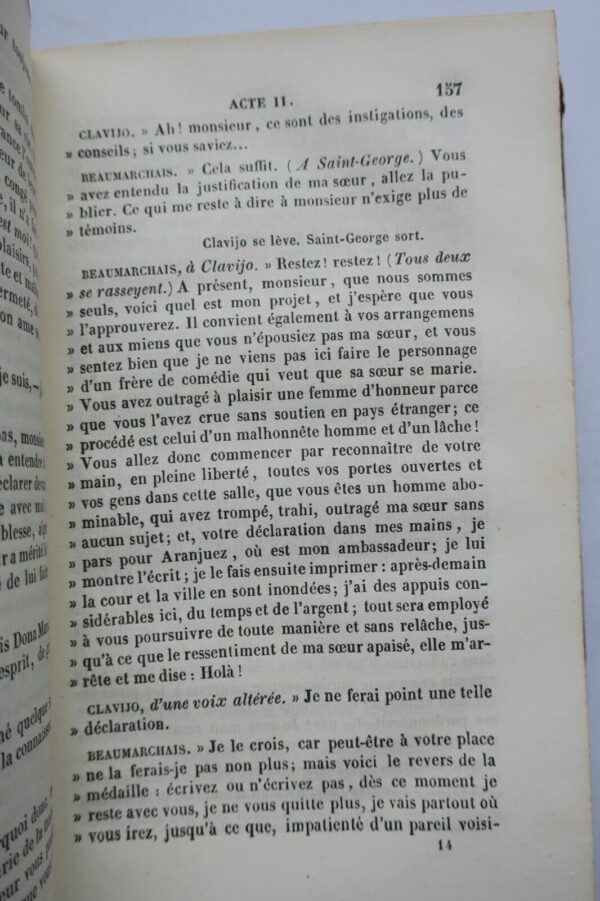 ACTE II. 157
CLAVIJO. » Ah! monsieur, ce sont des instigations, des
» conseils; si vous saviez...
BEAUMARCHAIS. » Cela suffit. (A Saint-George.) Vous
» avez entendu la justification de ma sœur, allez la pu-
» blier. Ce qui me reste à dire à monsieur n'exige plus de
» témoins.
Clavijo se lève. Saint-George sort.
BEAUMARCHAIS, à Clavijo. » Restez! restez! (Tous deux
» se rasseyent.) A présent, monsieur, que nous sommes
» seuls, voici quel est mon projet, et j'espère que vous
» l'approuverez. Il convient également à vos arrangemens
» et aux miens que vous n'épousiez pas ma sœur, et vous
» sentez bien que je ne viens pas ici faire le personnage
» d'un frère de comédie qui veut que sa sœur se marie.
» Vous avez outragé à plaisir une femme d'honneur parce
» que vous l'avez crue sans soutien en pays étranger; ce
» procédé est celui d'un malhonnête homme et d'un lâche!
» Vous allez donc commencer par reconnaître de votre
» main, en pleine liberté, toutes vos portes ouvertes et
» vos gens dans cette salle, que vous êtes un homme abo-
» minable, qui avez trompé, trahi, outragé ma sœur sans
» aucun sujet; et, votre déclaration dans mes mains, je
» pars pour Aranjuez, où est mon ambassadeur; je lui
» montre l'écrit; je le fais ensuite imprimer: après-demain
» la cour et la ville en sont inondées; j'ai des appuis con-
» sidérables ici, du temps et de l'argent; tout sera employé
» à vous poursuivre de toute manière et sans relâche, jus-
» qu'à ce que le ressentiment de ma sœur apaisé, elle m'ar-
» rête et me dise: Holà!
CLAVIJO, d'une voix altérée. » Je ne ferai point une telle
» déclaration.
BEAUMARCHAIS. » Je le crois, car peut-être à votre place
» ne la ferais-je pas non plus; mais voici le revers de la
» médaille: écrivez ou n'écrivez pas, dès ce moment je
» reste avec vous, je ne vous quitte plus, je vais partout où
» vous irez, jusqu'à ce que, impatienté d'un pareil voisi-
14